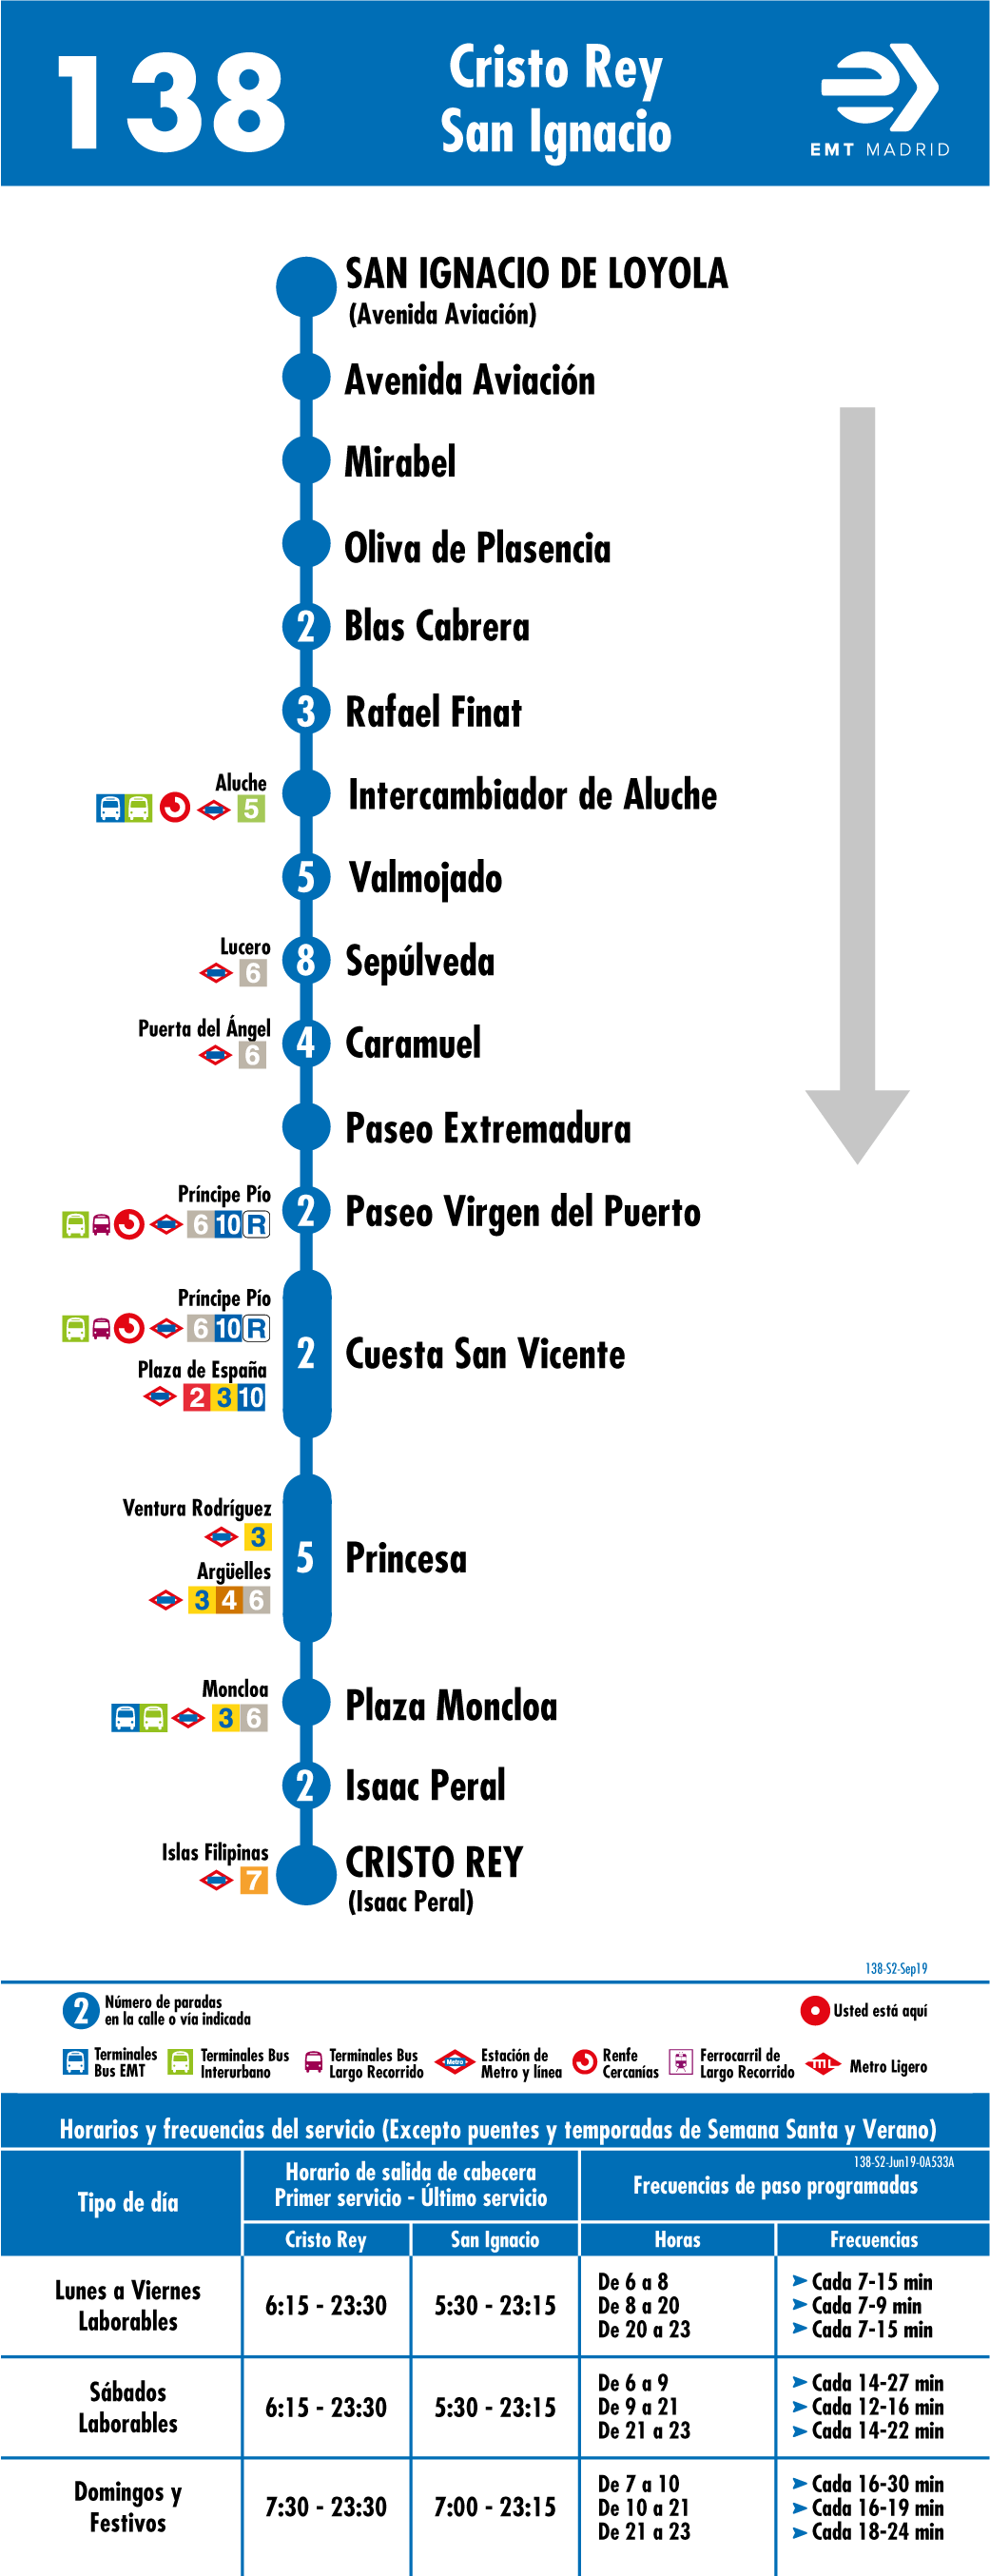 138
Cristo Rey
San Ignacio
EMT MADRID
SAN IGNACIO DE LOYOLA
(Avenida Aviación)
Avenida Aviación
Mirabel
Oliva de Plasencia
2 Blas Cabrera
3 Rafael Finat
Aluche
5
Intercambiador de Aluche
5 Valmojado
Lucero
6
8 Sepúlveda
Puerta del Ángel
6
4 Caramuel
Paseo Extremadura
Príncipe Pío
6 10 R
2 Paseo Virgen del Puerto
Príncipe Pío
6 10 R
Plaza de España
2 3 10
2 Cuesta San Vicente
Ventura Rodríguez
3
Argüelles
3 4 6
5 Princesa
Moncloa
3 6
Plaza Moncloa
2 Isaac Peral
Islas Filipinas
7
CRISTO REY
(Isaac Peral)
138-S2-Sep19
2 Número de paradas
en la calle o vía indicada
Usted está aquí
Terminales
Bus EMT
Terminales Bus
Interurbano
Terminales Bus
Largo Recorrido
Metro
Estación de
Metro y línea
Renfe
Cercanías
Ferrocarril de
Largo Recorrido
ML
Metro Ligero
Horarios y frecuencias del servicio (Excepto puentes y temporadas de Semana Santa y Verano)
138-S2-Jun19-0A533A
Tipo de día
Horario de salida de cabecera
Primer servicio - Último servicio
Frecuencias de paso programadas
Cristo Rey
San Ignacio
Horas
Frecuencias
Lunes a Viernes
Laborables
6:15 - 23:30
5:30 - 23:15
De 6 a 8
Cada 7-15 min
De 8 a 20
Cada 7-9 min
De 20 a 23
Cada 7-15 min
Sábados
Laborables
6:15 - 23:30
5:30 - 23:15
De 6 a 9
Cada 14-27 min
De 9 a 21
Cada 12-16 min
De 21 a 23
Cada 14-22 min
Domingos y
Festivos
7:30 - 23:30
7:00 - 23:15
De 7 a 10
Cada 16-30 min
De 10 a 21
Cada 16-19 min
De 21 a 23
Cada 18-24 min